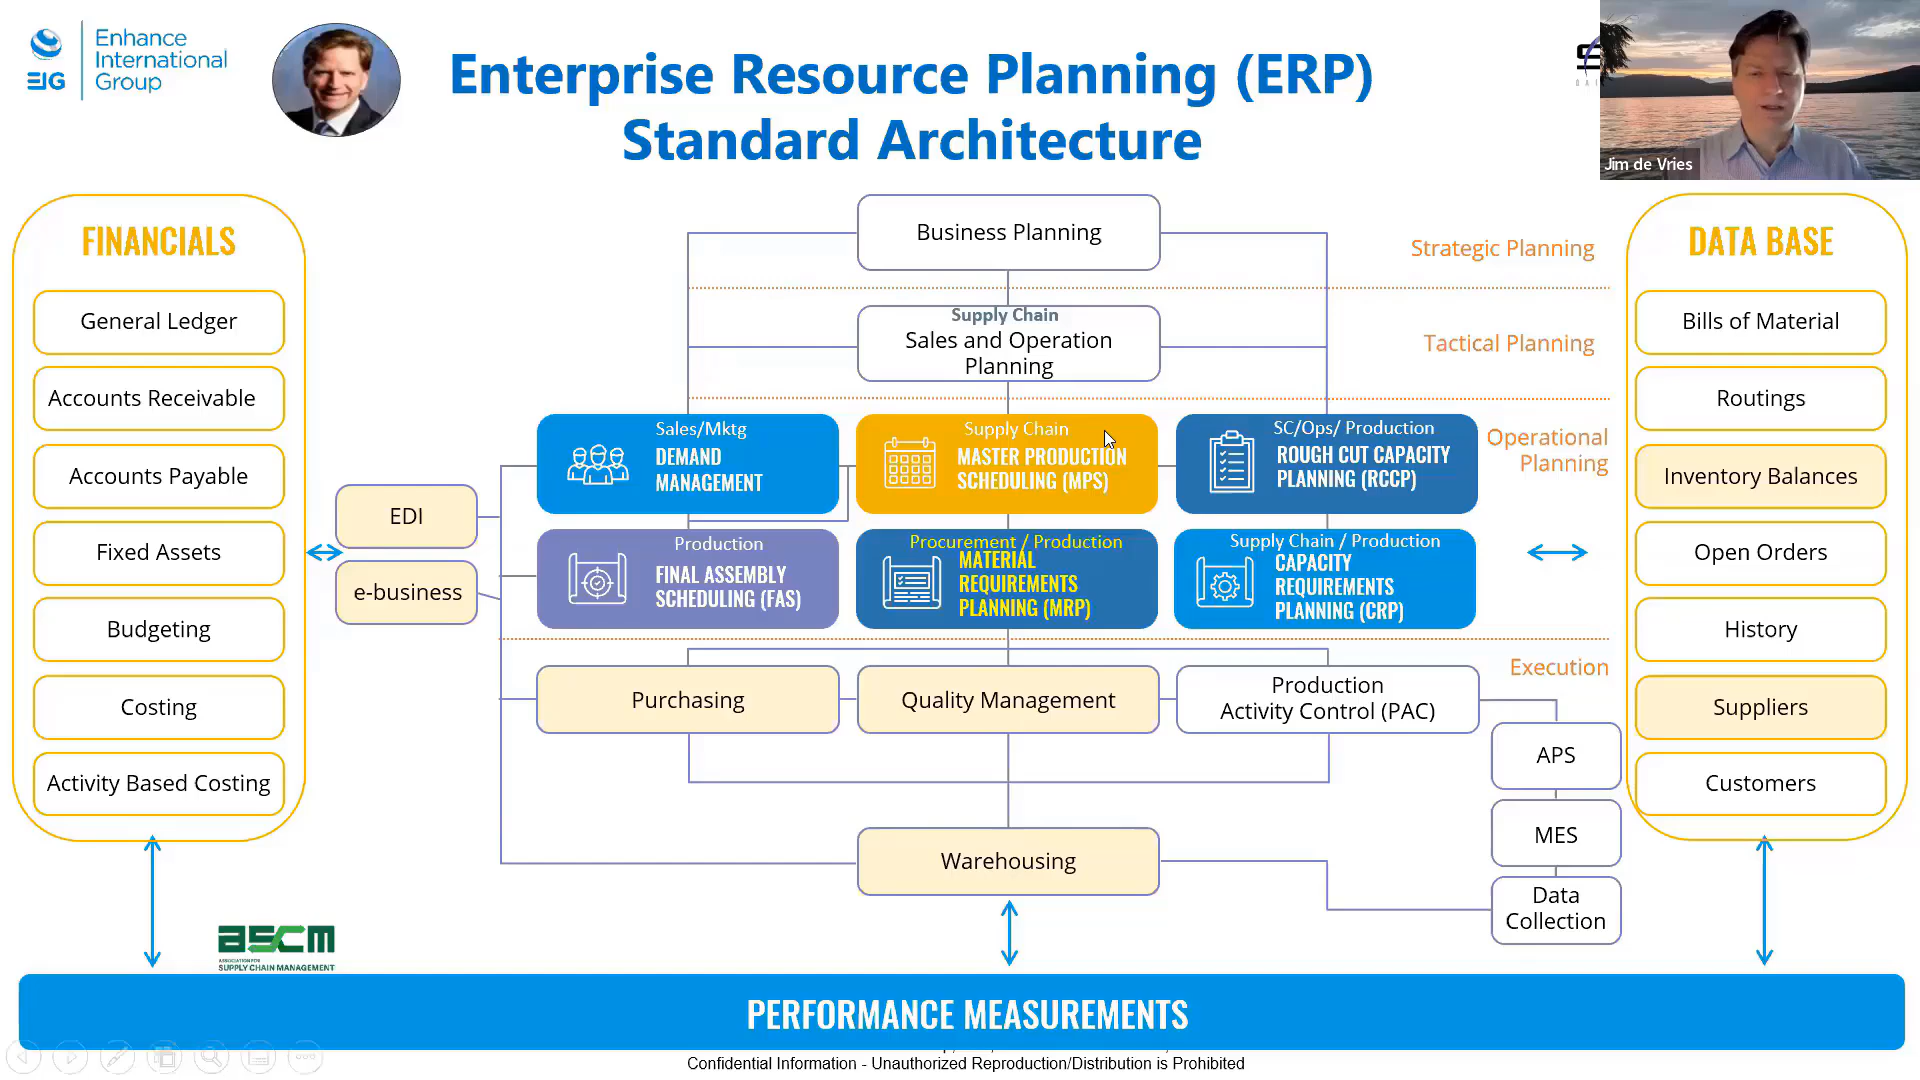 Enhance
International
Group
EIG
Enterprise Resource Planning (ERP)
Standard Architecture
Jim de Vries
FINANCIALS
General Ledger
Accounts Receivable
Accounts Payable
Fixed Assets
Budgeting
Costing
Activity Based Costing
EDI
e-business
Business Planning
Strategic Planning
Supply Chain
Sales and Operation
Planning
Tactical Planning
Sales/Mktg
DEMAND
MANAGEMENT
Supply Chain
MASTER PRODUCTION
SCHEDULING (MPS)
SC/Ops/ Production
ROUGH CUT CAPACITY
PLANNING (RCCP)
Operational
Planning
Production
FINAL ASSEMBLY
SCHEDULING (FAS)
Procurement / Production
MATERIAL
REQUIREMENTS
PLANNING (MRP)
Supply Chain / Production
CAPACITY
REQUIREMENTS
PLANNING (CRP)
Execution
Purchasing
Quality Management
Production
Activity Control (PAC)
APS
MES
Data
Collection
Warehousing
DATA BASE
Bills of Material
Routings
Inventory Balances
Open Orders
History
Suppliers
Customers
ascm
ASSOCIATION FOR
SUPPLY CHAIN MANAGEMENT
PERFORMANCE MEASUREMENTS
Confidential Information - Unauthorized Reproduction/Distribution is Prohibited